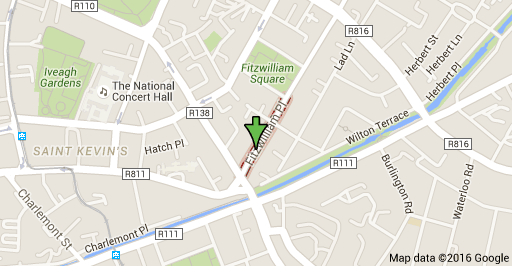 R110
Iveagh
Gardens
The National
Concert Hall
Fitzwilliam
Square
R816
Lad Ln
Herbert St
Herbert Ln
Herbert Pl
R138
Fitzwilliam Pl
Wilton Terrace
SAINT KEVIN'S
Hatch Pl
R811
R111
R816
Burlington Rd
Waterloo Rd
Charlemont St
Charlemont Pl
R111
Map data ©2016 Google